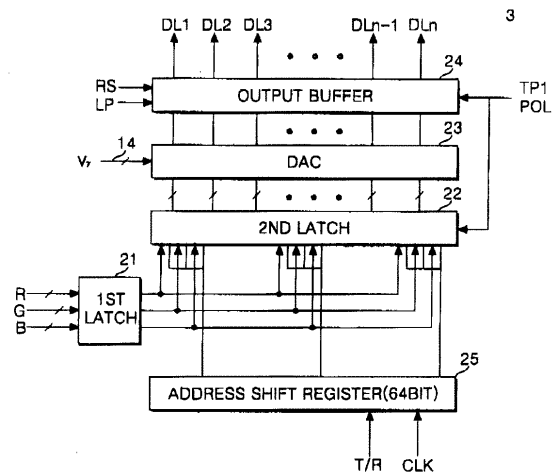 DL1 DL2 DL3 DLn-1 DLn
3
24
RS
LP
OUTPUT BUFFER
TP1
POL
23
14
Vγ
DAC
22
2ND LATCH
21
R
G
B
1ST
LATCH
25
ADDRESS SHIFT REGISTER(64BIT)
T/R CLK